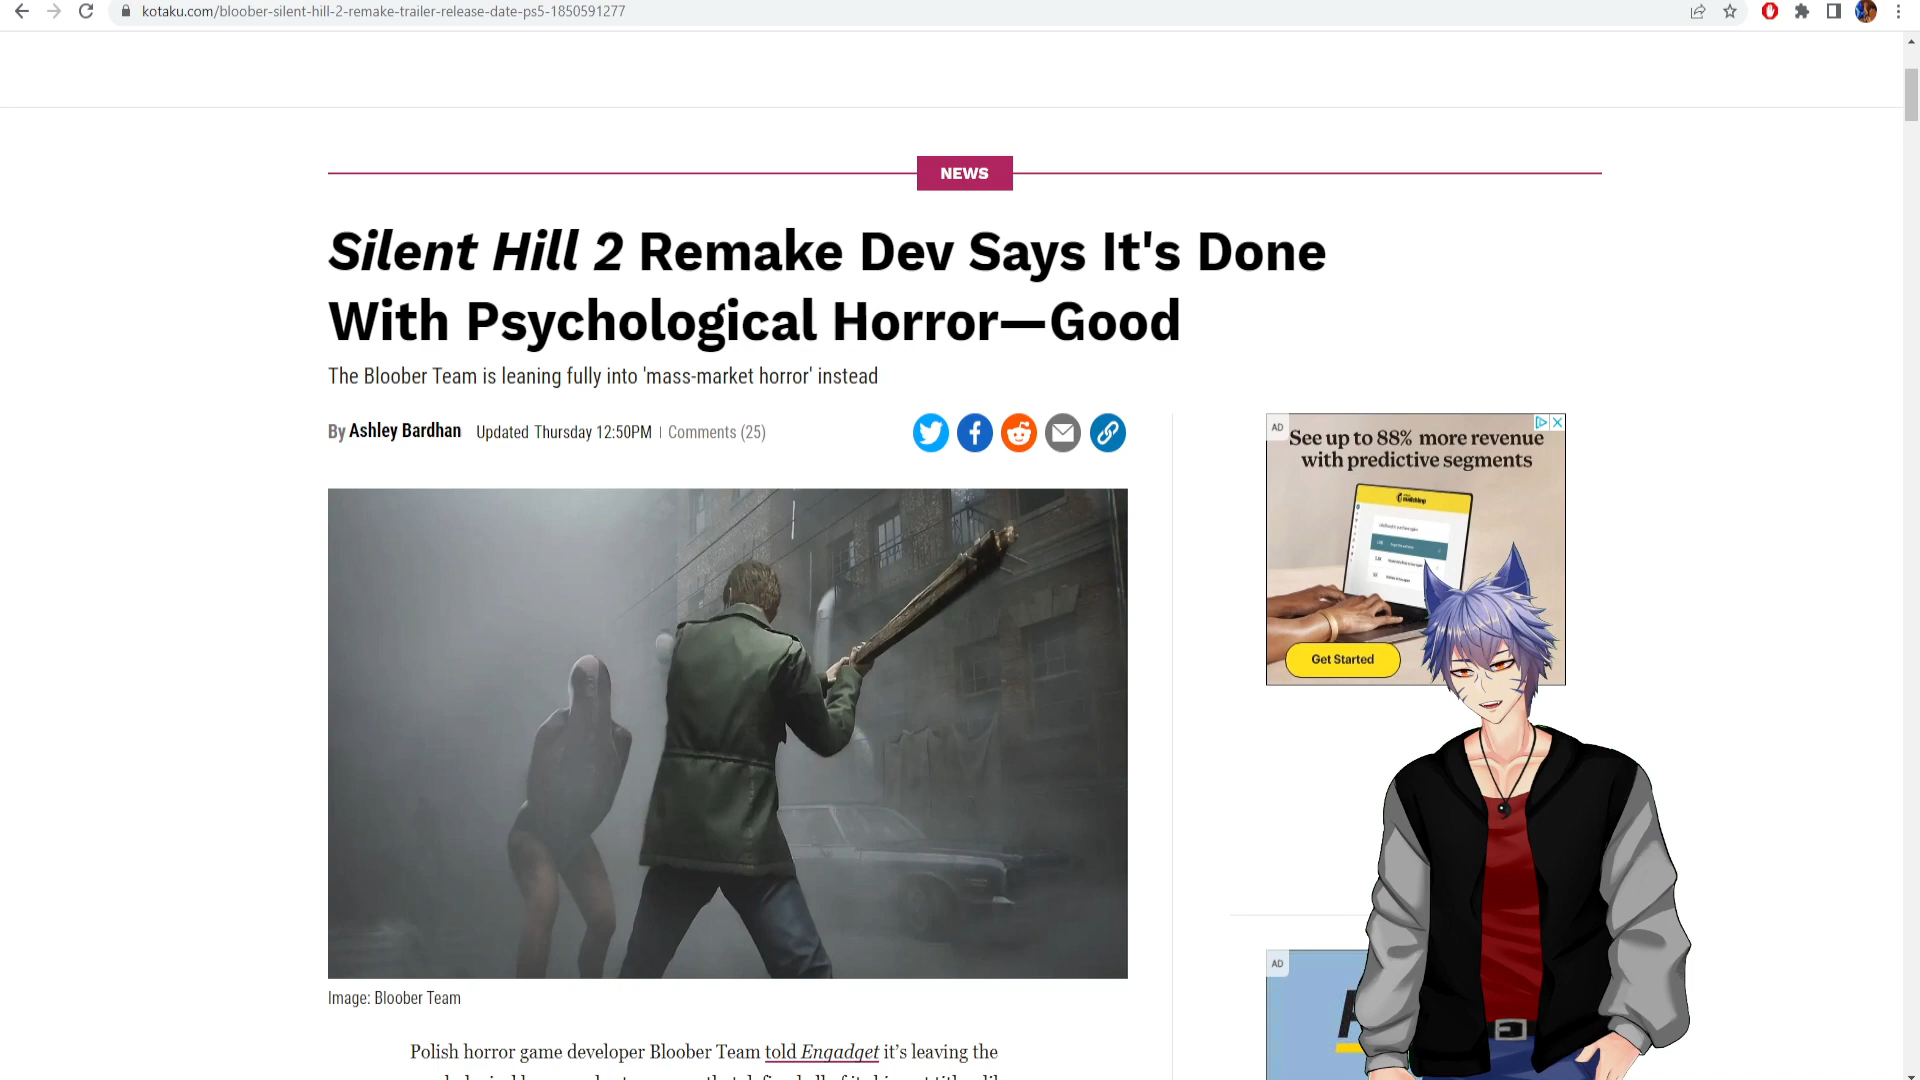 kotaku.com/bloober-silent-hill-2-remake-trailer-release-date-ps5-1850591277
NEWS
Silent Hill 2 Remake Dev Says It's Done
With Psychological Horror—Good
The Bloober Team is leaning fully into 'mass-market horror' instead
By Ashley Bardhan Updated Thursday 12:50PM | Comments (25)
AD
See up to 88% more revenue
with predictive segments
Get Started
Image: Bloober Team
AD
Polish horror game developer Bloober Team told Engadget it's leaving the